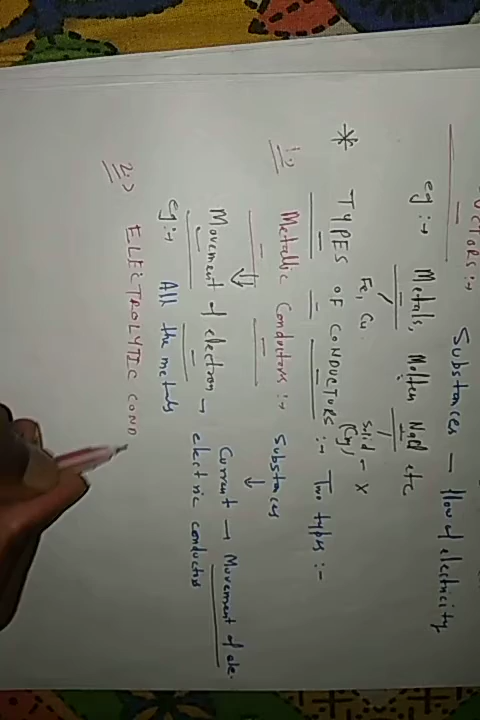 UCTORS :→ Substances — flow of electricity
eg :→ Metals, Molten NaCl etc
Fe, Cu. Solid - X
* TYPES OF CONDUCTORS :- Two types :-
1:→ Metallic Conductors :→ Substances
Current → Movement of ele.
Movement of electron → electric conductors
eg :→ All the metals
2:→ ELECTROLYTIC COND